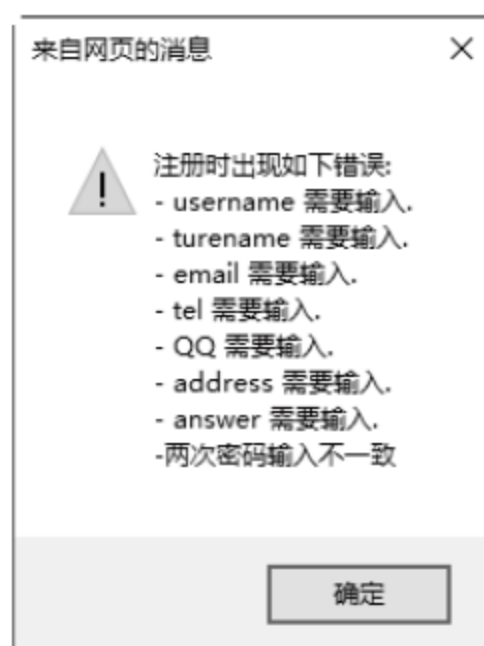 来自网页的消息
注册时出现如下错误:
- username 需要输入.
- turename 需要输入.
- email 需要输入.
- tel 需要输入.
- QQ 需要输入.
- address 需要输入.
- answer 需要输入.
-两次密码输入不一致
确定